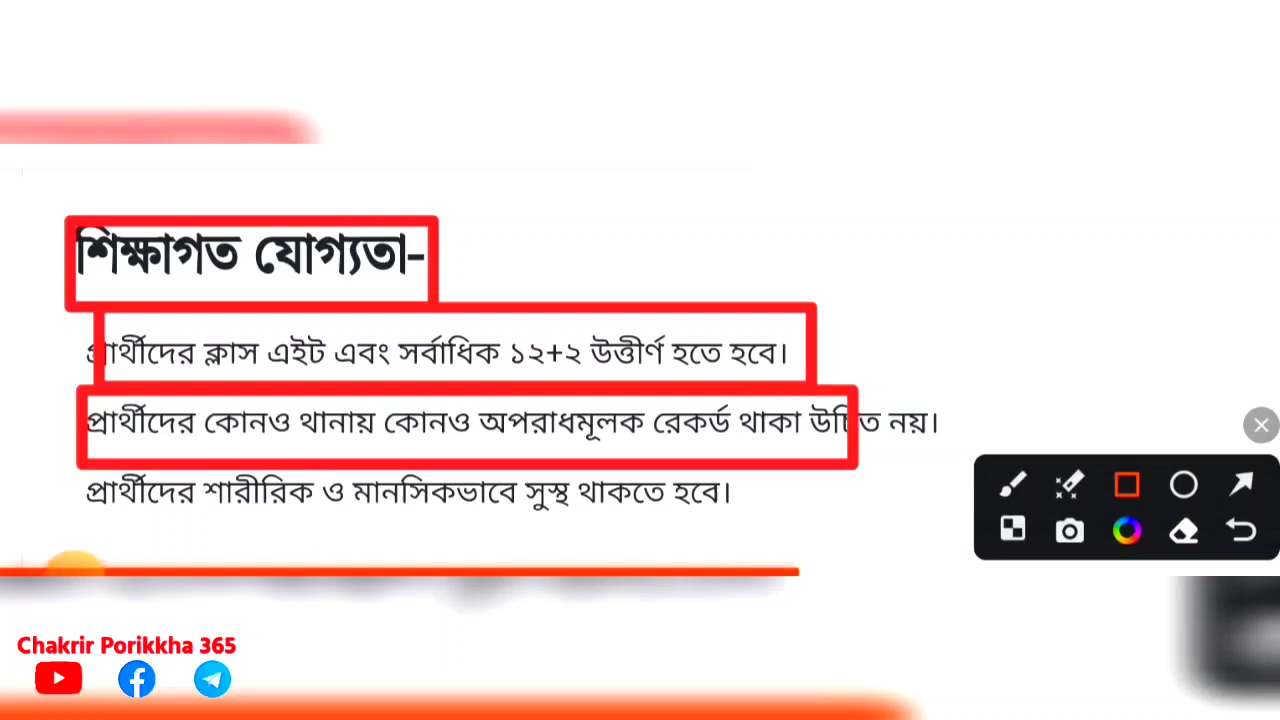 শিক্ষাগত যোগ্যতা-
প্রার্থীদের ক্লাস এইট এবং সর্বাধিক ১২+২ উত্তীর্ণ হতে হবে।
প্রার্থীদের কোনও থানায় কোনও অপরাধমূলক রেকর্ড থাকা উচিত নয়।
প্রার্থীদের শারীরিক ও মানসিকভাবে সুস্থ থাকতে হবে।
Chakrir Porikkha 365